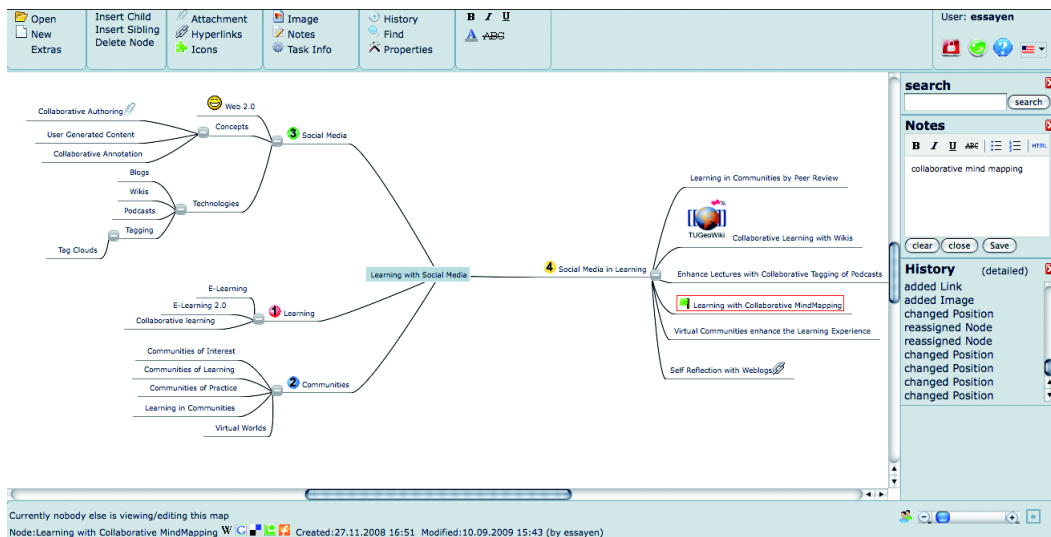 Open
New
Extras
Insert Child
Insert Sibling
Delete Node
Attachment
Hyperlinks
Icons
Image
Notes
Task Info
History
Find
Properties
B I U
A ABC
User: essayen
Collaborative Authoring
User Generated Content
Collaborative Annotation
Web 2.0
Concepts
3 Social Media
Blogs
Wikis
Podcasts
Tagging
Tag Clouds
Technologies
Learning with Social Media
E-Learning
E-Learning 2.0
Collaborative learning
1 Learning
Communities of Interest
Communities of Learning
Communities of Practice
Learning in Communities
Virtual Worlds
2 Communities
4 Social Media in Learning
Learning in Communities by Peer Review
[[ ]]
TUGeoWiki
Collaborative Learning with Wikis
Enhance Lectures with Collaborative Tagging of Podcasts
Learning with Collaborative MindMapping
Virtual Communities enhance the Learning Experience
Self Reflection with Weblogs
search
search
Notes
B I U ABC HTML
collaborative mind mapping
clear close Save
History (detailed)
added Link
added Image
changed Position
reassigned Node
reassigned Node
changed Position
changed Position
changed Position
changed Position
Currently nobody else is viewing/editing this map
Node:Learning with Collaborative MindMapping W G Created:27.11.2008 16:51 Modified:10.09.2009 15:43 (by essayen)